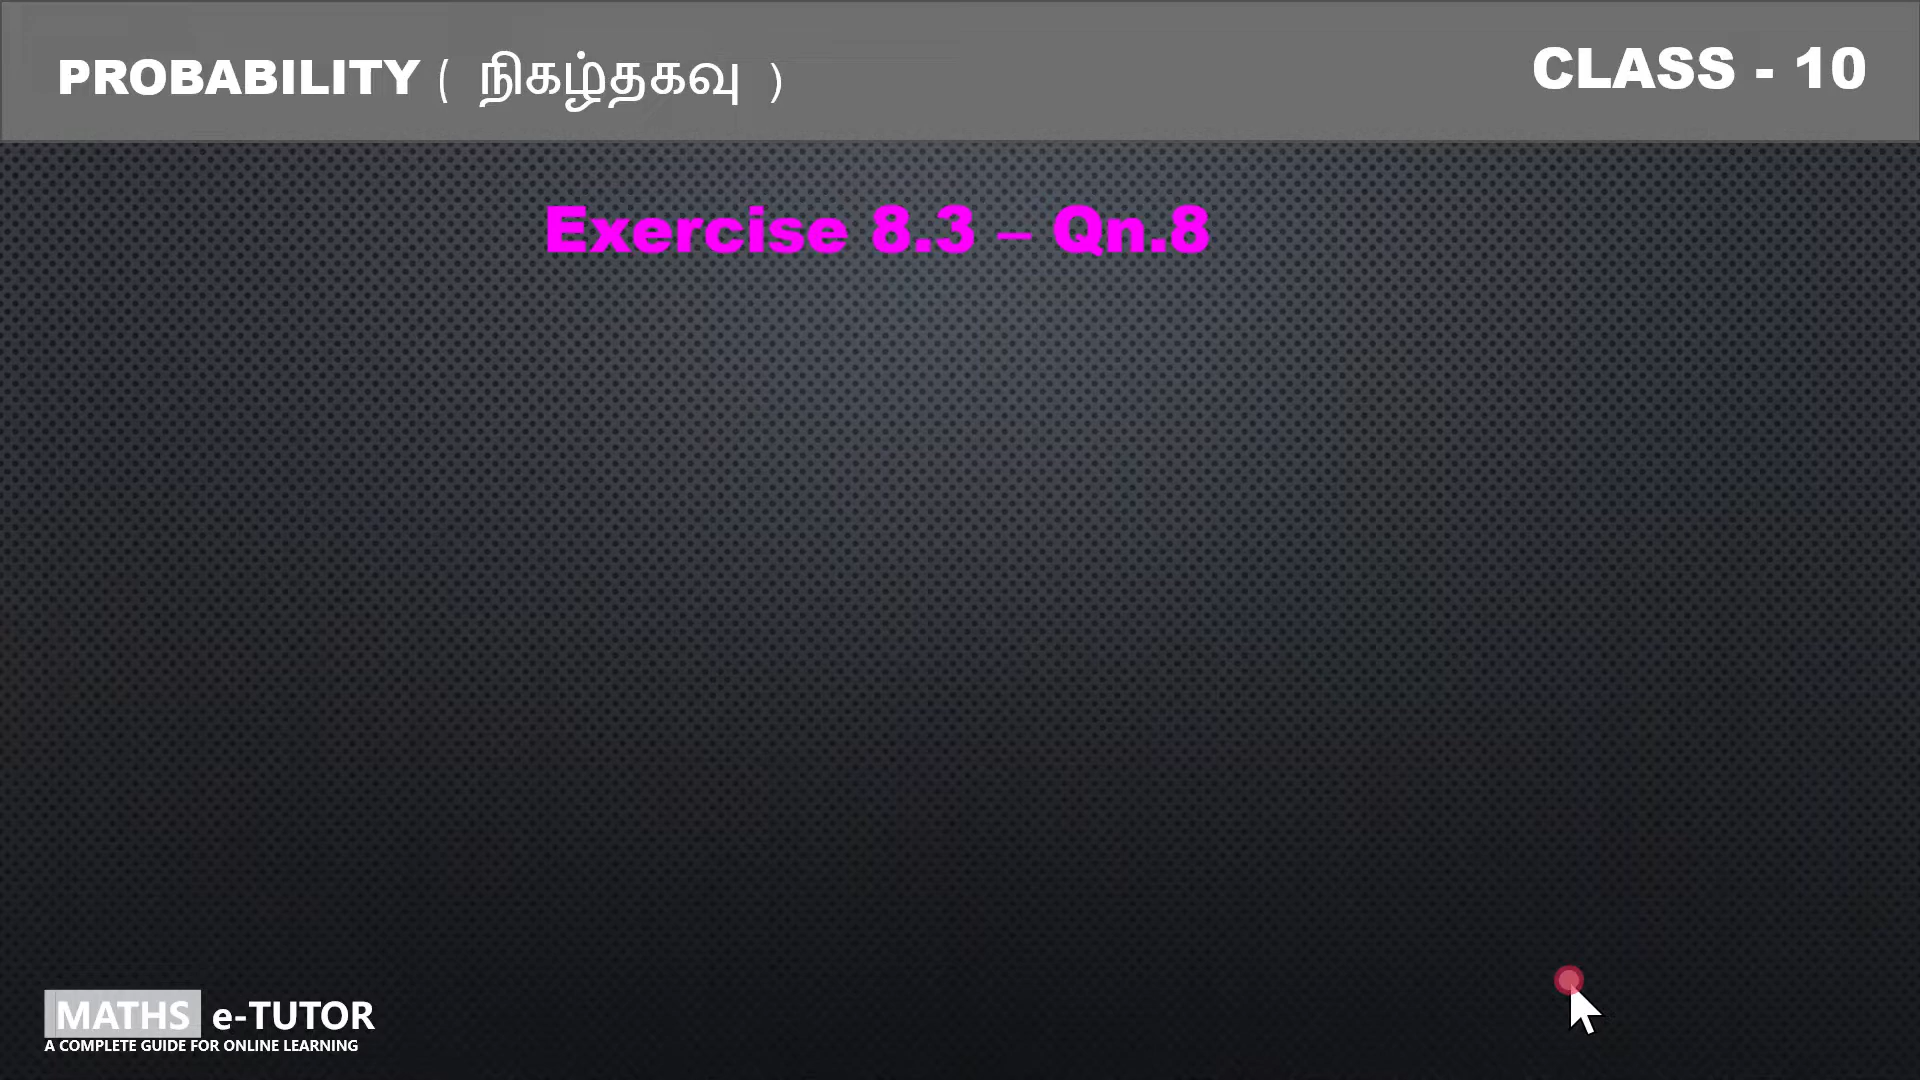 PROBABILITY ( நிகழ்தகவு )
CLASS - 10
Exercise 8.3 – Qn.8
MATHS e-TUTOR
A COMPLETE GUIDE FOR ONLINE LEARNING